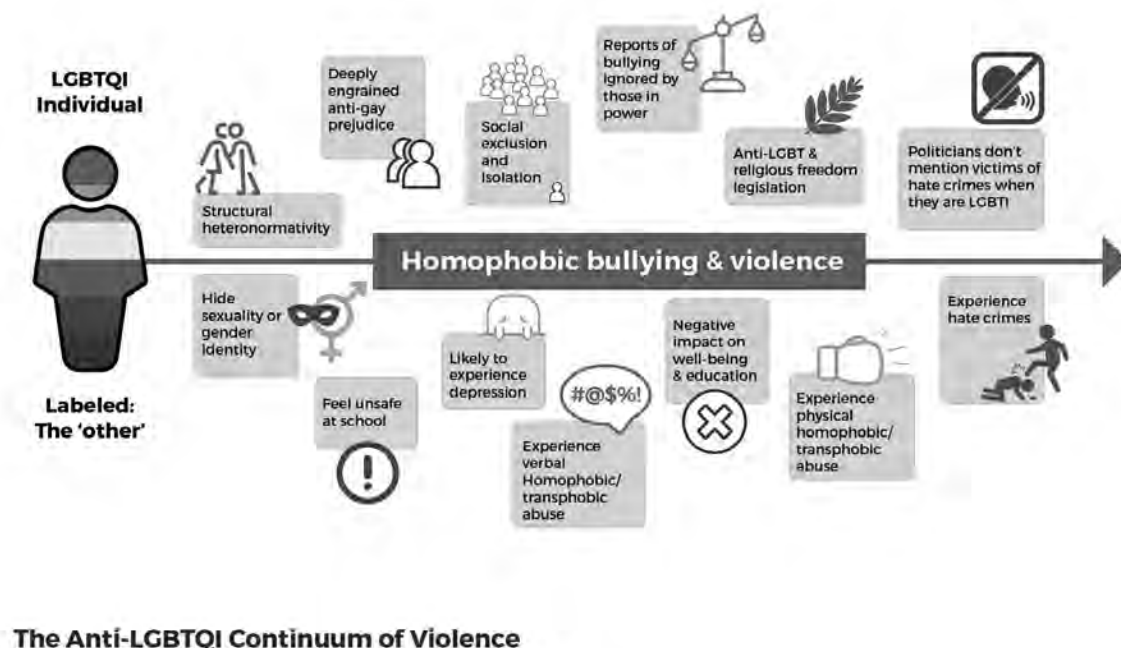 LGBTQI
Individual
Labeled:
The ‘other’
Structural
heteronormativity
Deeply
engrained
anti-gay
prejudice
Social
exclusion
and
Isolation
Reports of
bullying
ignored by
those in
power
Anti-LGBT &
religious freedom
legislation
Politicians don't
mention victims of
hate crimes when
they are LGBTI
Homophobic bullying & violence
Hide
sexuality or
gender
identity
Feel unsafe
at school
Likely to
experience
depression
#@$%!
Experience
verbal
Homophobic/
transphobic
abuse
Negative
impact on
well-being
& education
Experience
physical
homophobic/
transphobic
abuse
Experience
hate crimes
The Anti-LGBTQI Continuum of Violence